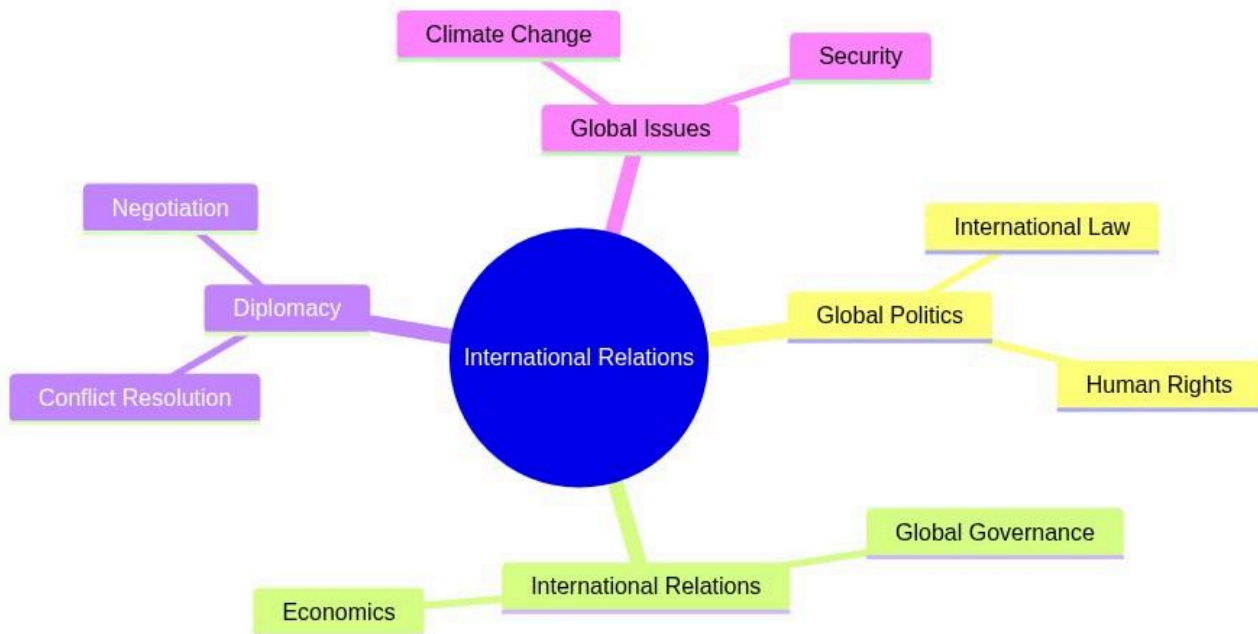 Climate Change
Security
Global Issues
Negotiation
International Law
Diplomacy
Global Politics
International Relations
Conflict Resolution
Human Rights
Global Governance
International Relations
Economics